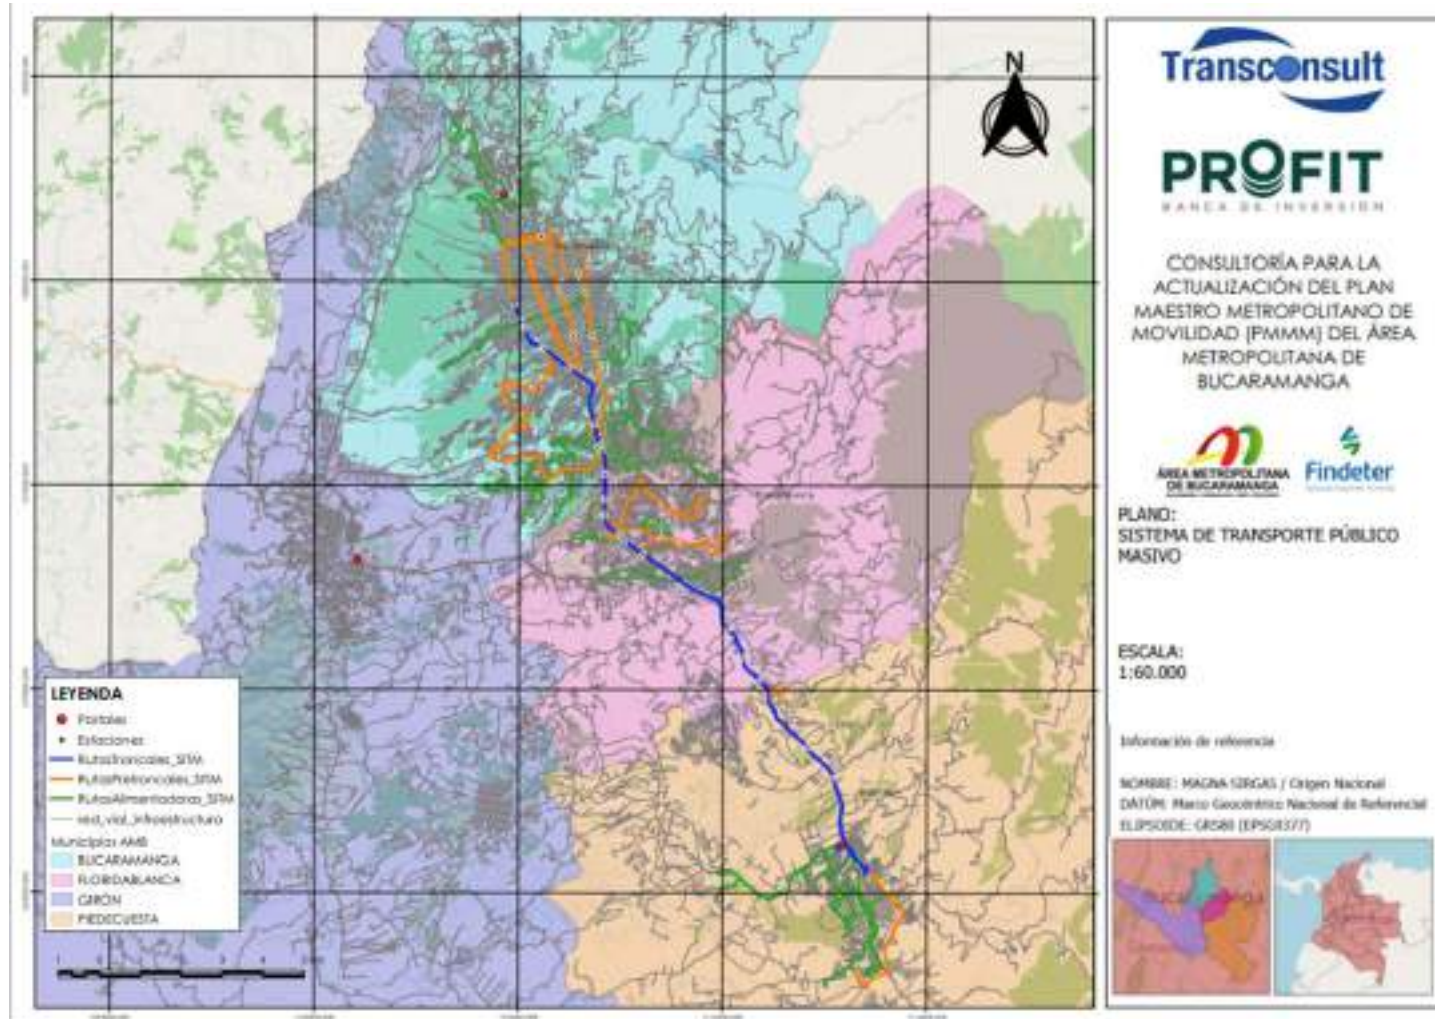 N
LEYENDA
Portales
Estaciones
RutasTroncales_SITM
RutasPretroncales_SITM
RutasAlimentadoras_SITM
red_vial_infraestructura
Municipios AMB
BUCARAMANGA
FLORIDABLANCA
GIRÓN
PIEDECUESTA
Transconsult
PROFIT
BANCA DE INVERSIÓN
CONSULTORÍA PARA LA
ACTUALIZACIÓN DEL PLAN
MAESTRO METROPOLITANO DE
MOVILIDAD (PMMM) DEL ÁREA
METROPOLITANA DE
BUCARAMANGA
ÁREA METROPOLITANA
DE BUCARAMANGA
Findeter
PLANO:
SISTEMA DE TRANSPORTE PÚBLICO
MASIVO
ESCALA:
1:60.000
Información de referencia
NOMBRE: MAGNA-SIRGAS / Origen Nacional
DATÚM: Marco Geocéntrico Nacional de Referencial
ELIPSOIDE: GRS80 (EPSG9377)